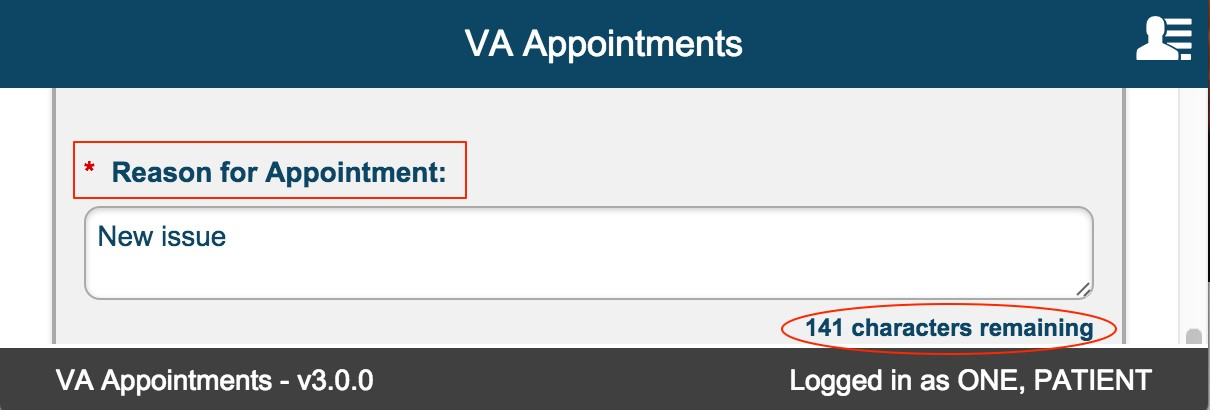 VA Appointments
* Reason for Appointment:
New issue
141 characters remaining
VA Appointments - v3.0.0
Logged in as ONE, PATIENT